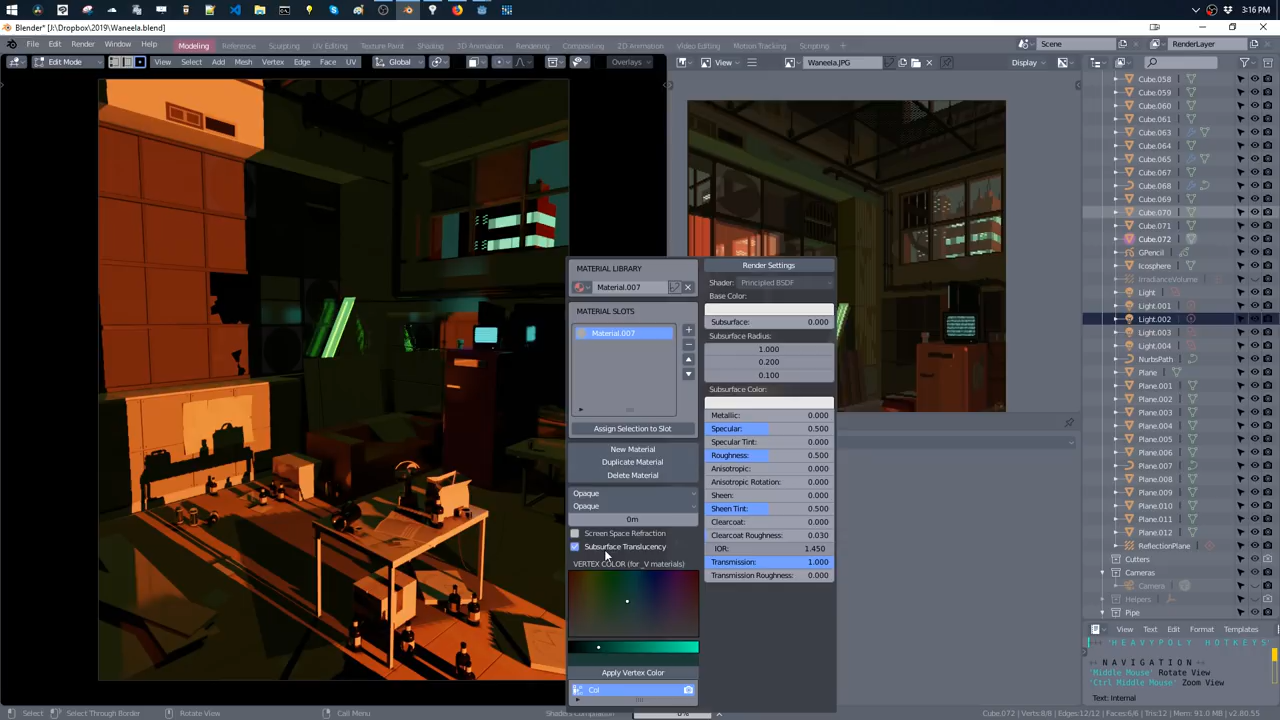 3:16 PM
Blender* [J:\Dropbox\2019\Waneela.blend]
File Edit Render Window Help Modeling Reference Sculpting UV Editing Texture Paint Shading 3D Animation Rendering Compositing 2D Animation Video Editing Motion Tracking Scripting + Scene RenderLayer
Edit Mode View Select Add Mesh Vertex Edge Face UV Global Overlays View Waneela.JPG Display
Cube.058
Cube.059
Cube.060
Cube.061
Cube.063
Cube.064
Cube.065
Cube.067
Cube.068
Cube.069
Cube.070
Cube.071
Cube.072
GPencil
Icosphere
IrradianceVolume
Light
Light.001
Light.002
Light.003
Light.004
NurbsPath
Plane
Plane.001
Plane.002
Plane.003
Plane.004
Plane.005
Plane.006
Plane.007
Plane.008
Plane.009
Plane.010
Plane.011
Plane.012
ReflectionPlane
Cutters
Cameras
Camera
Helpers
Pipe
MATERIAL LIBRARY
Material.007
MATERIAL SLOTS
Material.007
Assign Selection to Slot
New Material
Duplicate Material
Delete Material
Opaque
Opaque
0m
Screen Space Refraction
Subsurface Translucency
VERTEX COLOR (for _V materials)
Apply Vertex Color
Col
Render Settings
Shader: Principled BSDF
Base Color:
Subsurface: 0.000
Subsurface Radius:
1.000
0.200
0.100
Subsurface Color:
Metallic: 0.000
Specular: 0.500
Specular Tint: 0.000
Roughness: 0.500
Anisotropic: 0.000
Anisotropic Rotation: 0.000
Sheen: 0.000
Sheen Tint: 0.500
Clearcoat: 0.000
Clearcoat Roughness: 0.030
IOR: 1.450
Transmission: 1.000
Transmission Roughness: 0.000
View Text Edit Format Templates
'HEAVYPOLY HOTKEYS'
NAVIGATION
'Middle Mouse' Rotate View
'Ctrl Middle Mouse' Zoom View
Text: Internal
Select Select Through Border Rotate View Call Menu Shaders Compilation 0% Cube.072 | Verts:8/8 | Edges:12/12 | Faces:6/6 | Tris:12 | Mem: 91.0 MB | v2.80.55